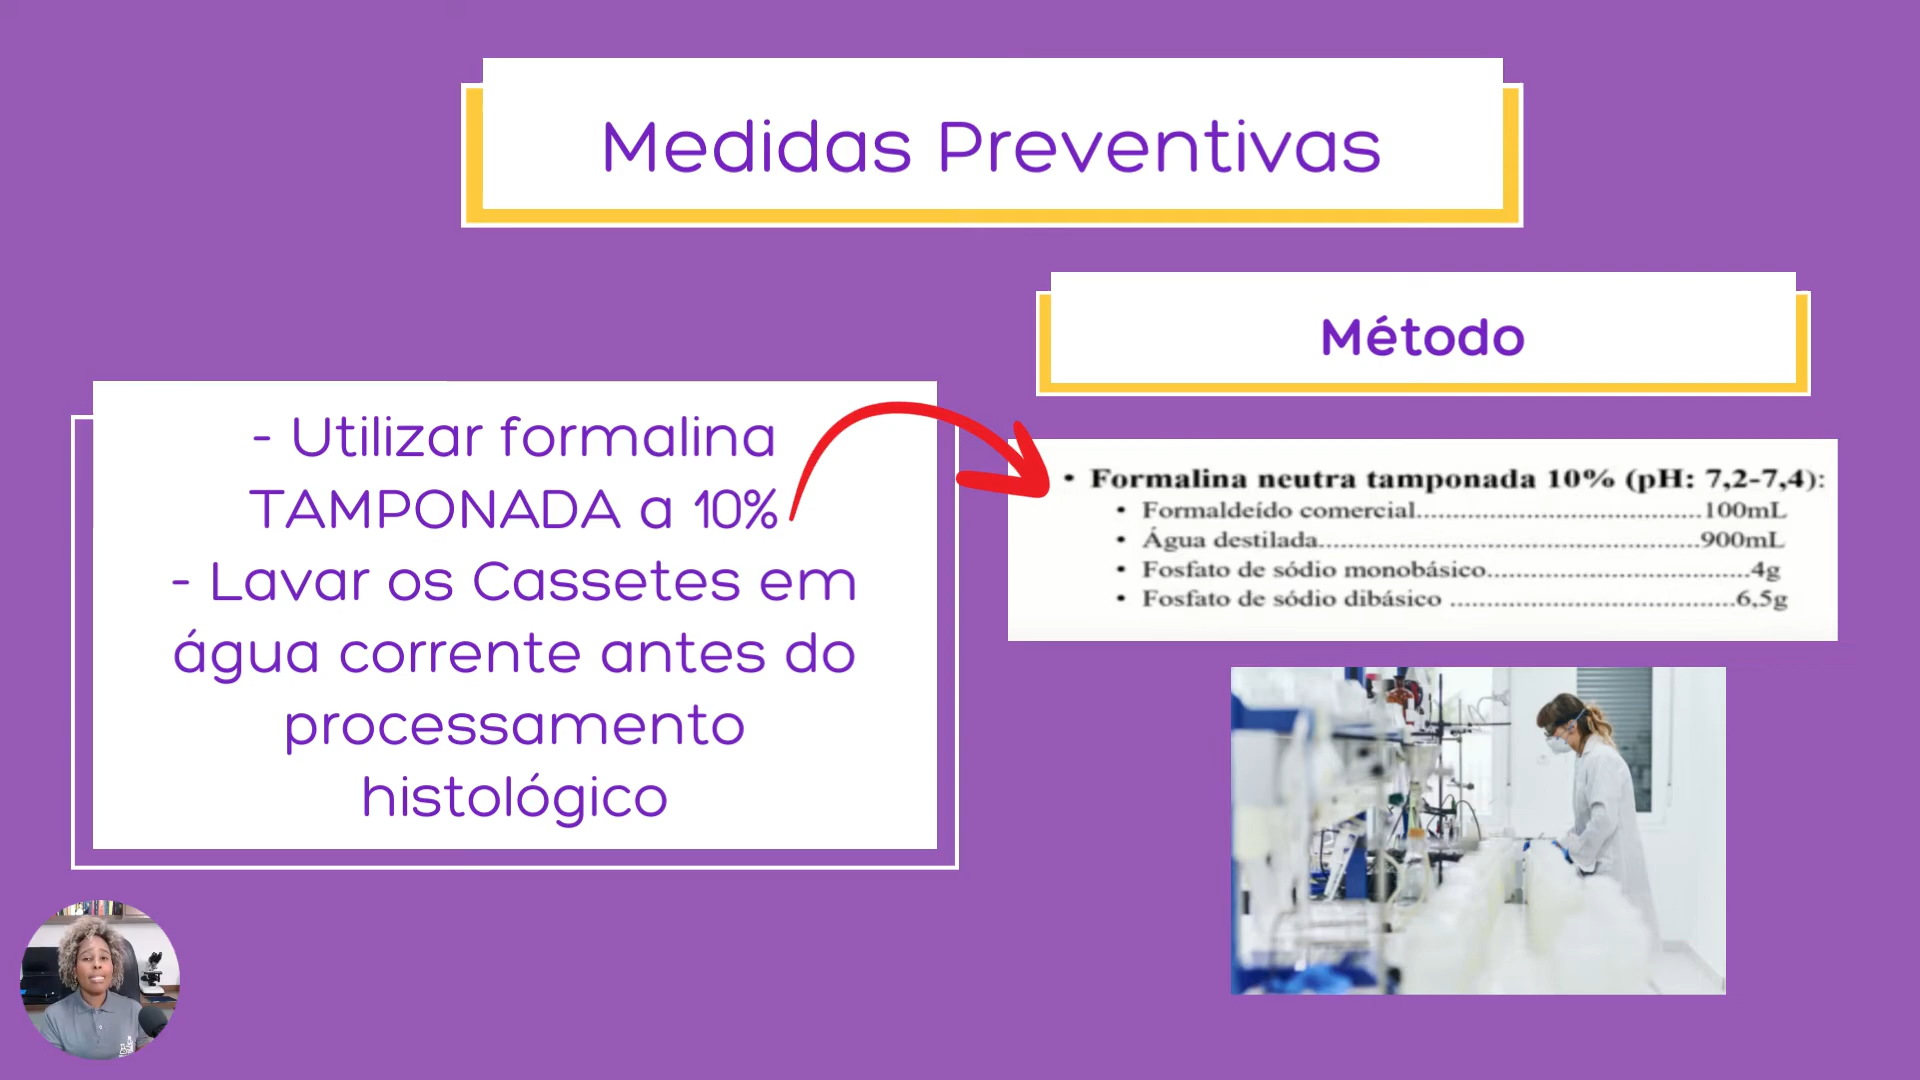 Medidas Preventivas
- Utilizar formalina
TAMPONADA a 10%
- Lavar os Cassetes em
água corrente antes do
processamento
histológico
Método
• Formalina neutra tamponada 10% (pH: 7,2-7,4):
• Formaldeído comercial........................................100mL
• Água destilada.....................................................900mL
• Fosfato de sódio monobásico....................................4g
• Fosfato de sódio dibásico .......................................6,5g